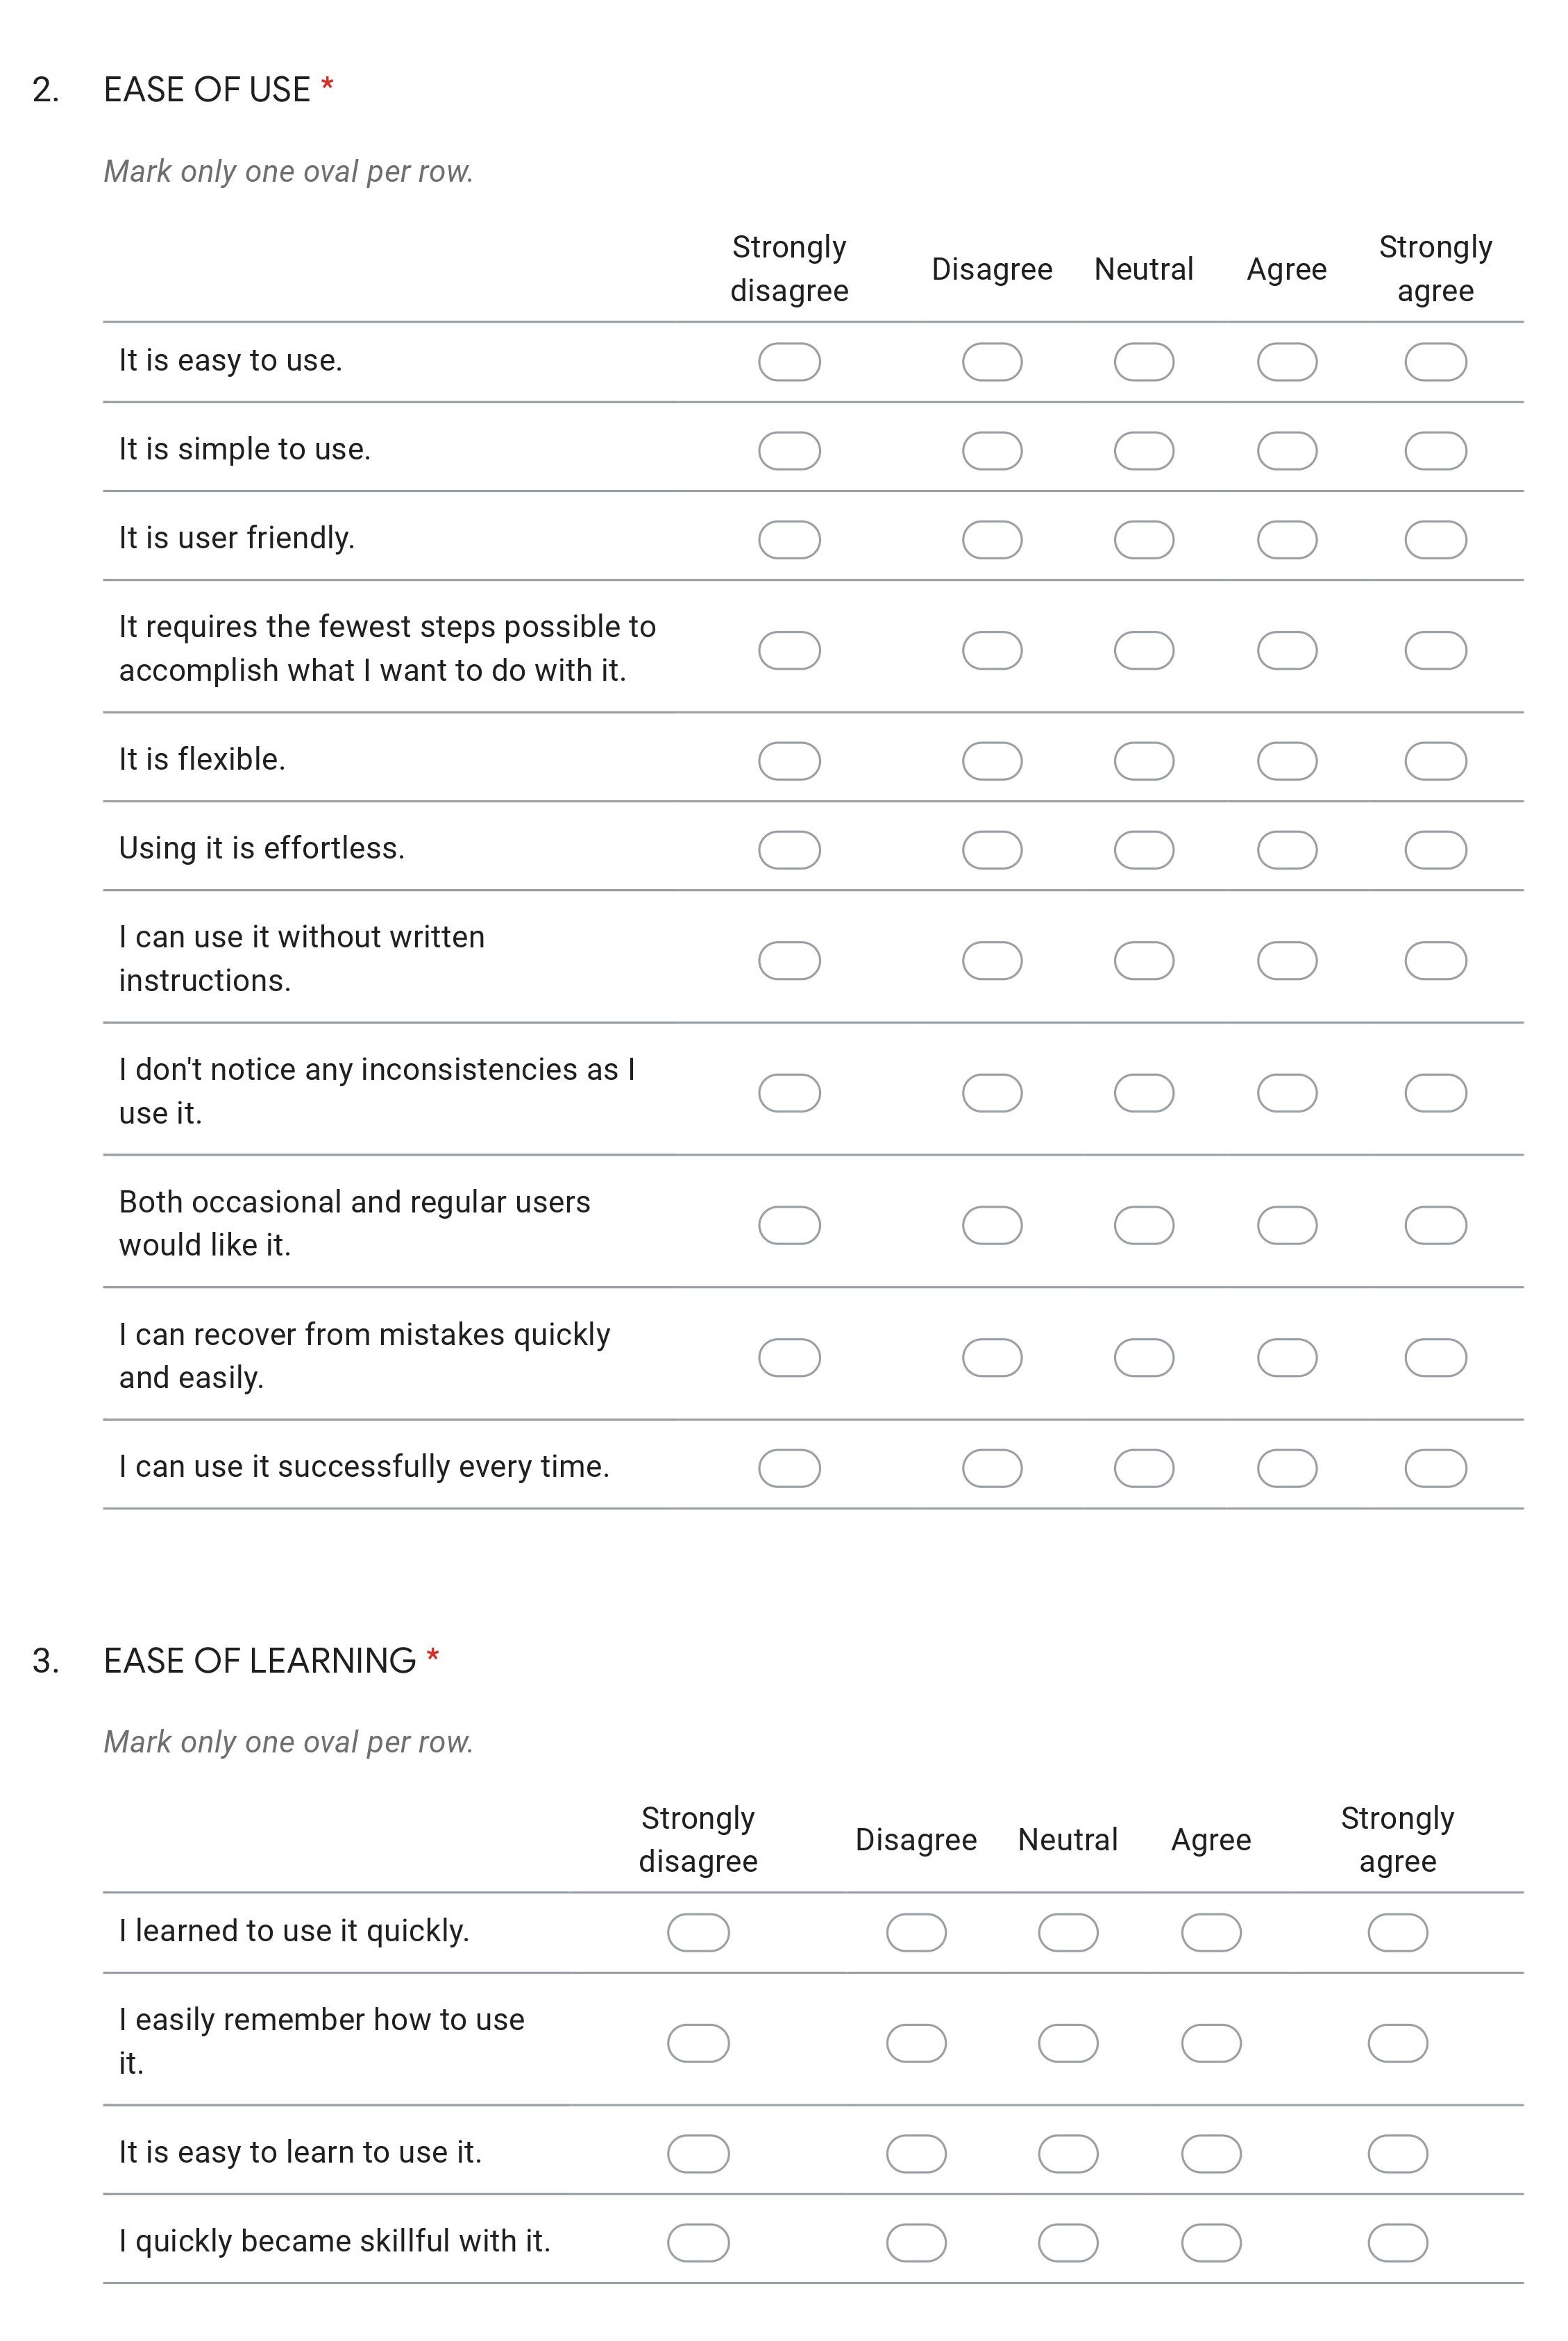 2. EASE OF USE *
Mark only one oval per row.
Strongly disagree Disagree Neutral Agree Strongly agree
It is easy to use.
It is simple to use.
It is user friendly.
It requires the fewest steps possible to
accomplish what I want to do with it.
It is flexible.
Using it is effortless.
I can use it without written
instructions.
I don't notice any inconsistencies as I
use it.
Both occasional and regular users
would like it.
I can recover from mistakes quickly
and easily.
I can use it successfully every time.
3. EASE OF LEARNING *
Mark only one oval per row.
Strongly disagree Disagree Neutral Agree Strongly agree
I learned to use it quickly.
I easily remember how to use
it.
It is easy to learn to use it.
I quickly became skillful with it.